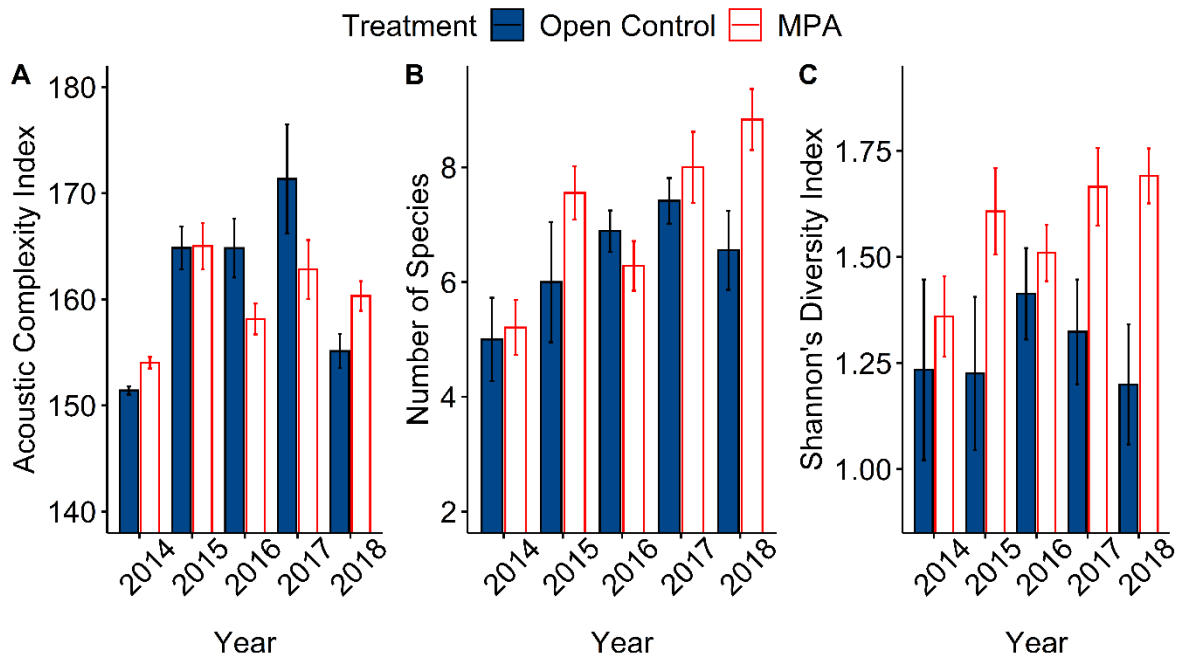 Treatment Open Control MPA
A
Acoustic Complexity Index
180
170
160
150
140
2014
2015
2016
2017
2018
Year
B
Number of Species
8
6
4
2
2014
2015
2016
2017
2018
Year
C
Shannon's Diversity Index
1.75
1.50
1.25
1.00
2014
2015
2016
2017
2018
Year